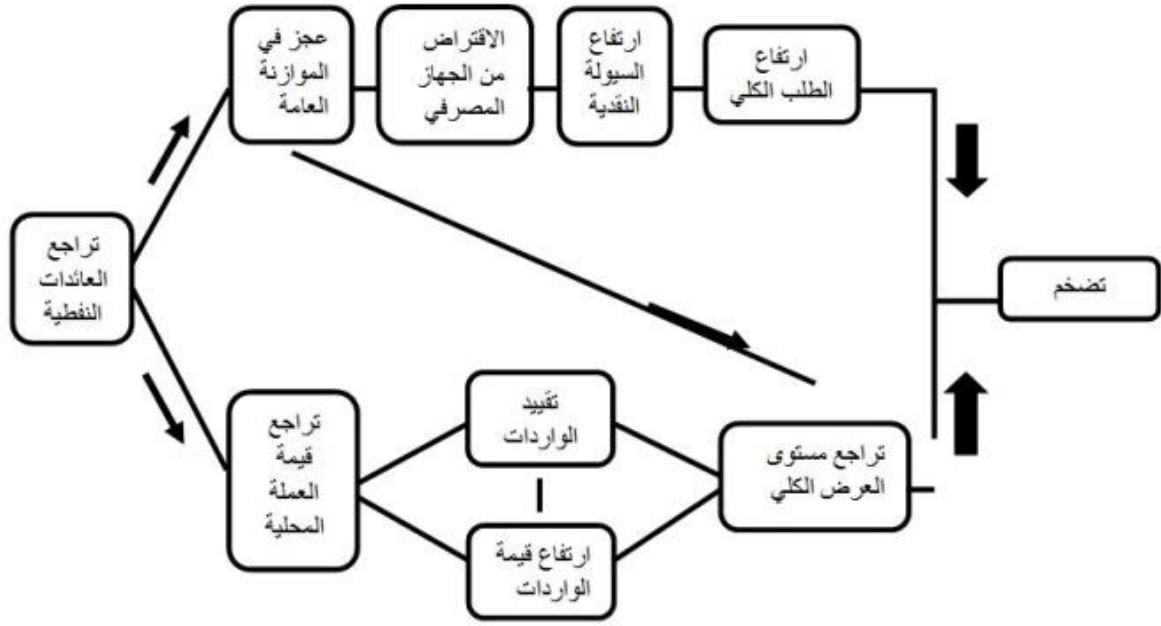 عجز في
الموازنة
العامة
الاقتراض
من الجهاز
المصرفي
ارتفاع
السيولة
النقدية
ارتفاع
الطلب الكلي
تراجع
العائدات
النفطية
تضخم
تراجع
قيمة
العملة
المحلية
تقييد
الواردات
ارتفاع قيمة
الواردات
تراجع مستوى
العرض الكلي